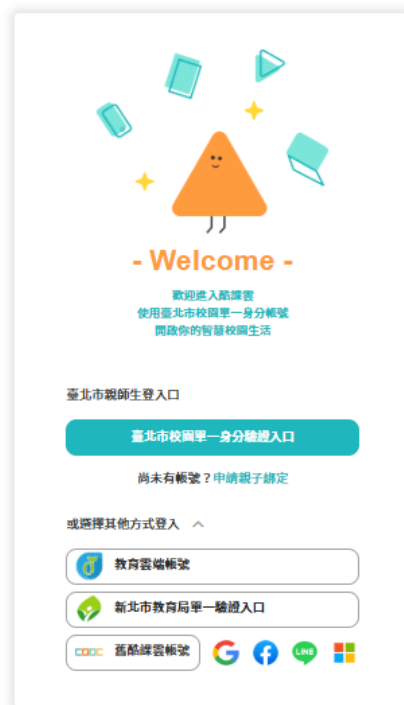 - Welcome -
歡迎進入酷課雲
使用臺北市校園單一身分帳號
開啟你的智慧校園生活
臺北市親師生登入口
臺北市校園單一身分驗證入口
尚未有帳號？申請親子綁定
或選擇其他方式登入
教育雲端帳號
新北市教育局單一驗證入口
COOC 舊酷課雲帳號 LINE